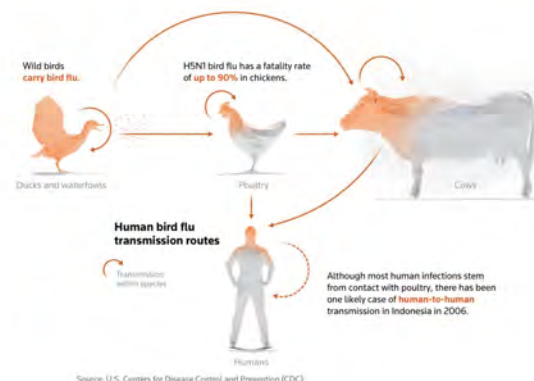 Wild birds
carry bird flu.
H5N1 bird flu has a fatality rate
of up to 90% in chickens.
Ducks and waterfowls
Poultry
Cows
Human bird flu
transmission routes
Transmission
within species
Although most human infections stem
from contact with poultry, there has been
one likely case of human-to-human
transmission in Indonesia in 2006.
Humans
Source: U.S. Centers for Disease Control and Prevention (CDC);